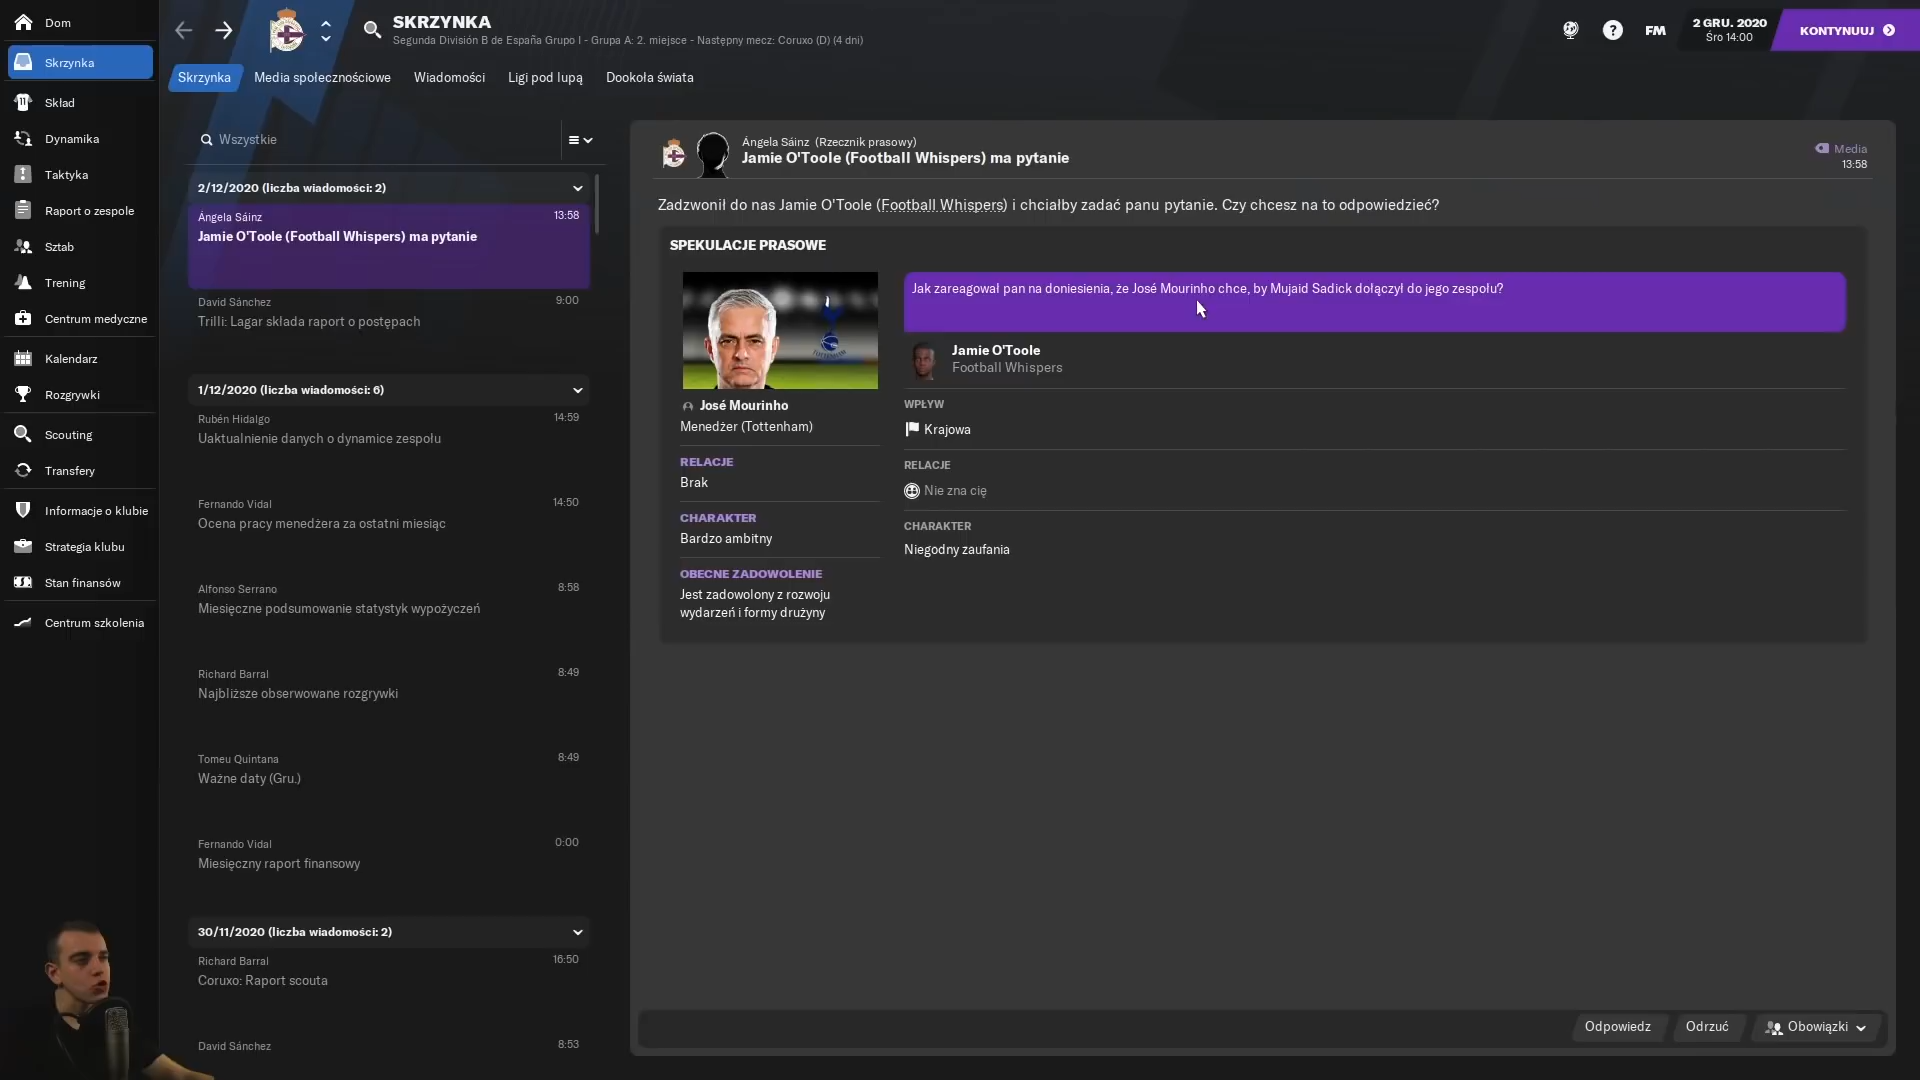 Dom
Skrzynka
Skład
Dynamika
Taktyka
Raport o zespole
Sztab
Trening
Centrum medyczne
Kalendarz
Rozgrywki
Scouting
Transfery
Informacje o klubie
Strategia klubu
Stan finansów
Centrum szkolenia
SKRZYNKA
Segunda División B de España Grupo I - Grupa A: 2. miejsce - Następny mecz: Coruxo (D) (4 dni)
FM
2 GRU. 2020
Śro 14:00
KONTYNUUJ
Skrzynka
Media społecznościowe
Wiadomości
Ligi pod lupą
Dookoła świata
Wszystkie
2/12/2020 (liczba wiadomości: 2)
Ángela Sáinz 13:58
Jamie O'Toole (Football Whispers) ma pytanie
David Sánchez 9:00
Trilli: Lagar składa raport o postępach
1/12/2020 (liczba wiadomości: 6)
Rubén Hidalgo 14:59
Uaktualnienie danych o dynamice zespołu
Fernando Vidal 14:50
Ocena pracy menedżera za ostatni miesiąc
Alfonso Serrano 8:58
Miesięczne podsumowanie statystyk wypożyczeń
Richard Barral 8:49
Najbliższe obserwowane rozgrywki
Tomeu Quintana 8:49
Ważne daty (Gru.)
Fernando Vidal 0:00
Miesięczny raport finansowy
30/11/2020 (liczba wiadomości: 2)
Richard Barral 16:50
Coruxo: Raport scouta
David Sánchez 8:53
Ángela Sáinz (Rzecznik prasowy)
Jamie O'Toole (Football Whispers) ma pytanie
Media
13:58
Zadzwonił do nas Jamie O'Toole (Football Whispers) i chciałby zadać panu pytanie. Czy chcesz na to odpowiedzieć?
SPEKULACJE PRASOWE
TOTTENHAM
José Mourinho
Menedżer (Tottenham)
RELACJE
Brak
CHARAKTER
Bardzo ambitny
OBECNE ZADOWOLENIE
Jest zadowolony z rozwoju
wydarzeń i formy drużyny
Jak zareagował pan na doniesienia, że José Mourinho chce, by Mujaid Sadick dołączył do jego zespołu?
Jamie O'Toole
Football Whispers
WPŁYW
Krajowa
RELACJE
Nie zna cię
CHARAKTER
Niegodny zaufania
Odpowiedz
Odrzuć
Obowiązki